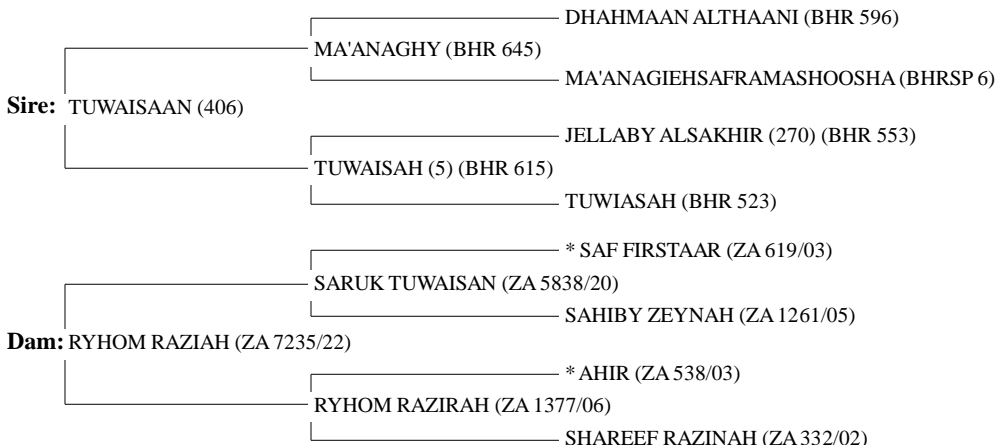 DHAHMAAN ALTHAANI (BHR 596)
MA'ANAGHY (BHR 645)
MA'ANAGIEHSAFRAMASHOOSHA (BHRSP 6)
Sire: TUWAISAAN (406)
JELLABY ALSAKHIR (270) (BHR 553)
TUWAISAH (5) (BHR 615)
TUWIASAH (BHR 523)
* SAF FIRSTAAR (ZA 619/03)
SARUK TUWAISAN (ZA 5838/20)
SAHIBY ZEYNAH (ZA 1261/05)
Dam: RYHOM RAZIAH (ZA 7235/22)
* AHIR (ZA 538/03)
RYHOM RAZIRAH (ZA 1377/06)
SHAREEF RAZINAH (ZA 332/02)